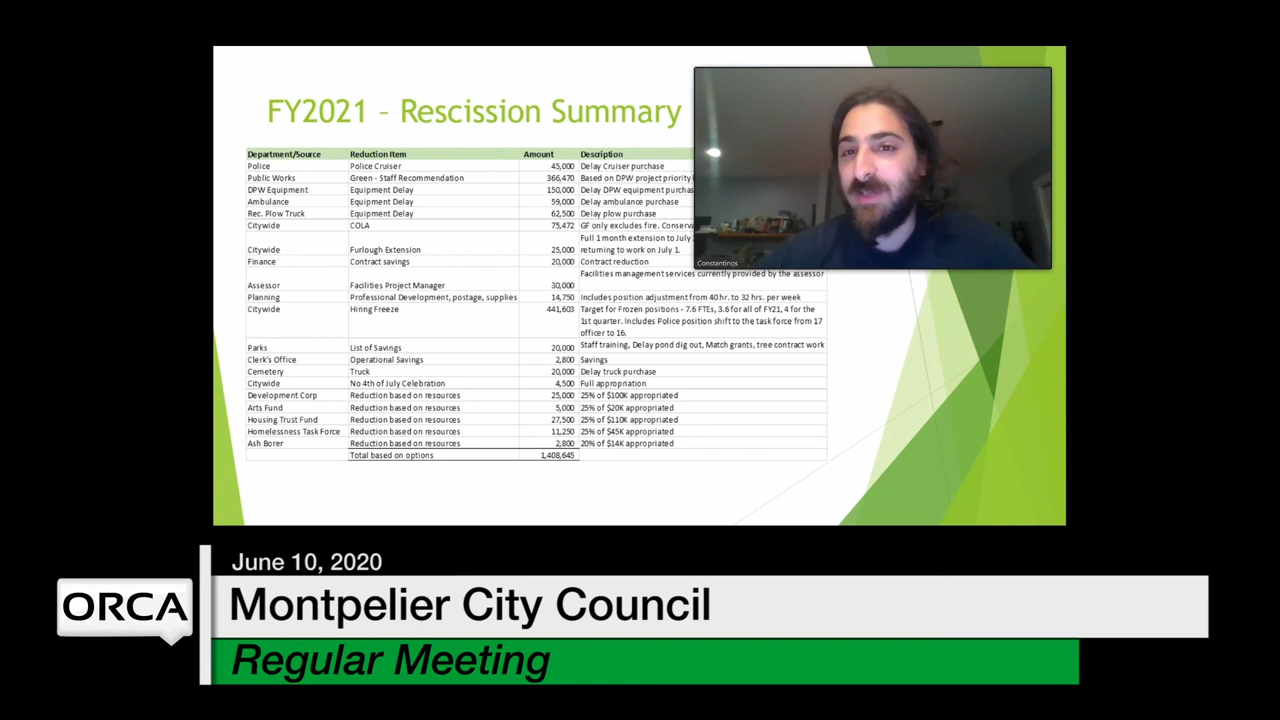 FY2021 – Rescission Summary
Department/Source Reduction Item Amount Description
Police Police Cruiser 45,000 Delay Cruiser purchase
Public Works Green - Staff Recommendation 366,470 Based on DPW project priority
DPW Equipment Equipment Delay 150,000 Delay DPW equipment purchas
Ambulance Equipment Delay 59,000 Delay ambulance purchase
Rec. Plow Truck Equipment Delay 62,500 Delay plow purchase
Citywide COLA 75,472 GF only excludes fire. Conserva
Full 1 month extension to July
Citywide Furlough Extension 25,000 returning to work on July 1.
Finance Contract savings 20,000 Contract reduction
Facilities management services currently provided by the assessor
Assessor Facilities Project Manager 30,000
Planning Professional Development, postage, supplies 14,750 Includes position adjustment from 40 hr. to 32 hrs. per week
Citywide Hiring Freeze 441,603 Target for Frozen positions - 7.6 FTEs, 3.6 for all of FY21, 4 for the
1st quarter. Includes Police position shift to the task force from 17
officer to 16.
Staff training, Delay pond dig out, Match grants, tree contract work
Parks List of Savings 20,000
Clerk's Office Operational Savings 2,800 Savings
Cemetery Truck 20,000 Delay truck purchase
Citywide No 4th of July Celebration 4,500 Full appropriation
Development Corp Reduction based on resources 25,000 25% of $100K appropriated
Arts Fund Reduction based on resources 5,000 25% of $20K appropriated
Housing Trust Fund Reduction based on resources 27,500 25% of $110K appropriated
Homelessness Task Force Reduction based on resources 11,250 25% of $45K appropriated
Ash Borer Reduction based on resources 2,800 20% of $14K appropriated
Total based on options 1,408,645
Constantinos
June 10, 2020
ORCA
Montpelier City Council
Regular Meeting